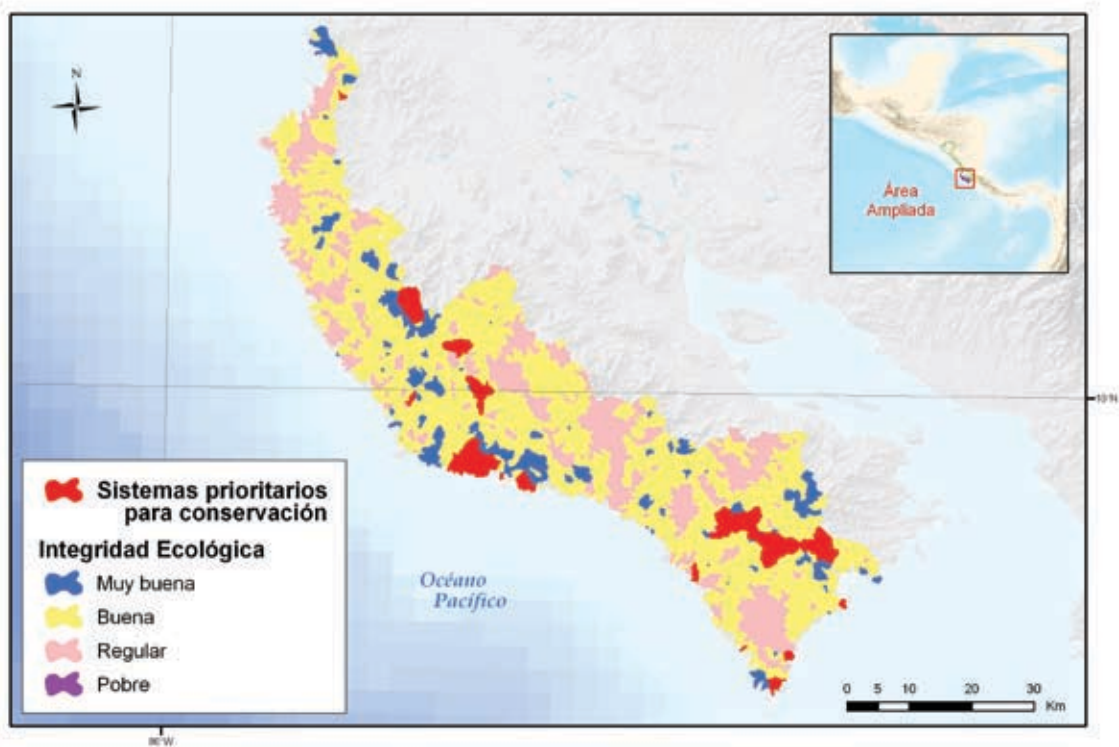 N
Área
Ampliada
10°N
Sistemas prioritarios
para conservación
Integridad Ecológica
Muy buena
Buena
Regular
Pobre
Océano
Pacífico
0 5 10 20 30
Km